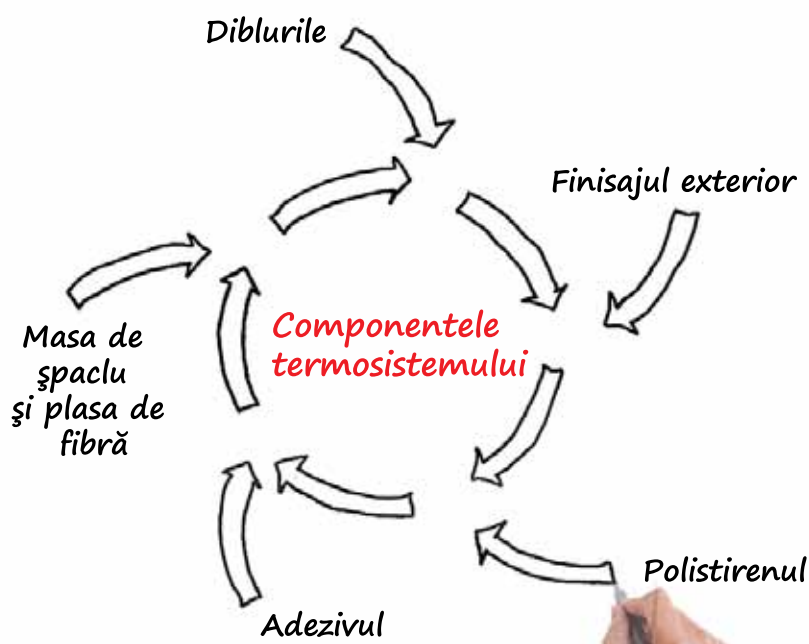 Diblurile
Finisajul exterior
Componentele
termosistemului
Masa de
şpaclu
şi plasa de
fibră
Polistirenul
Adezivul